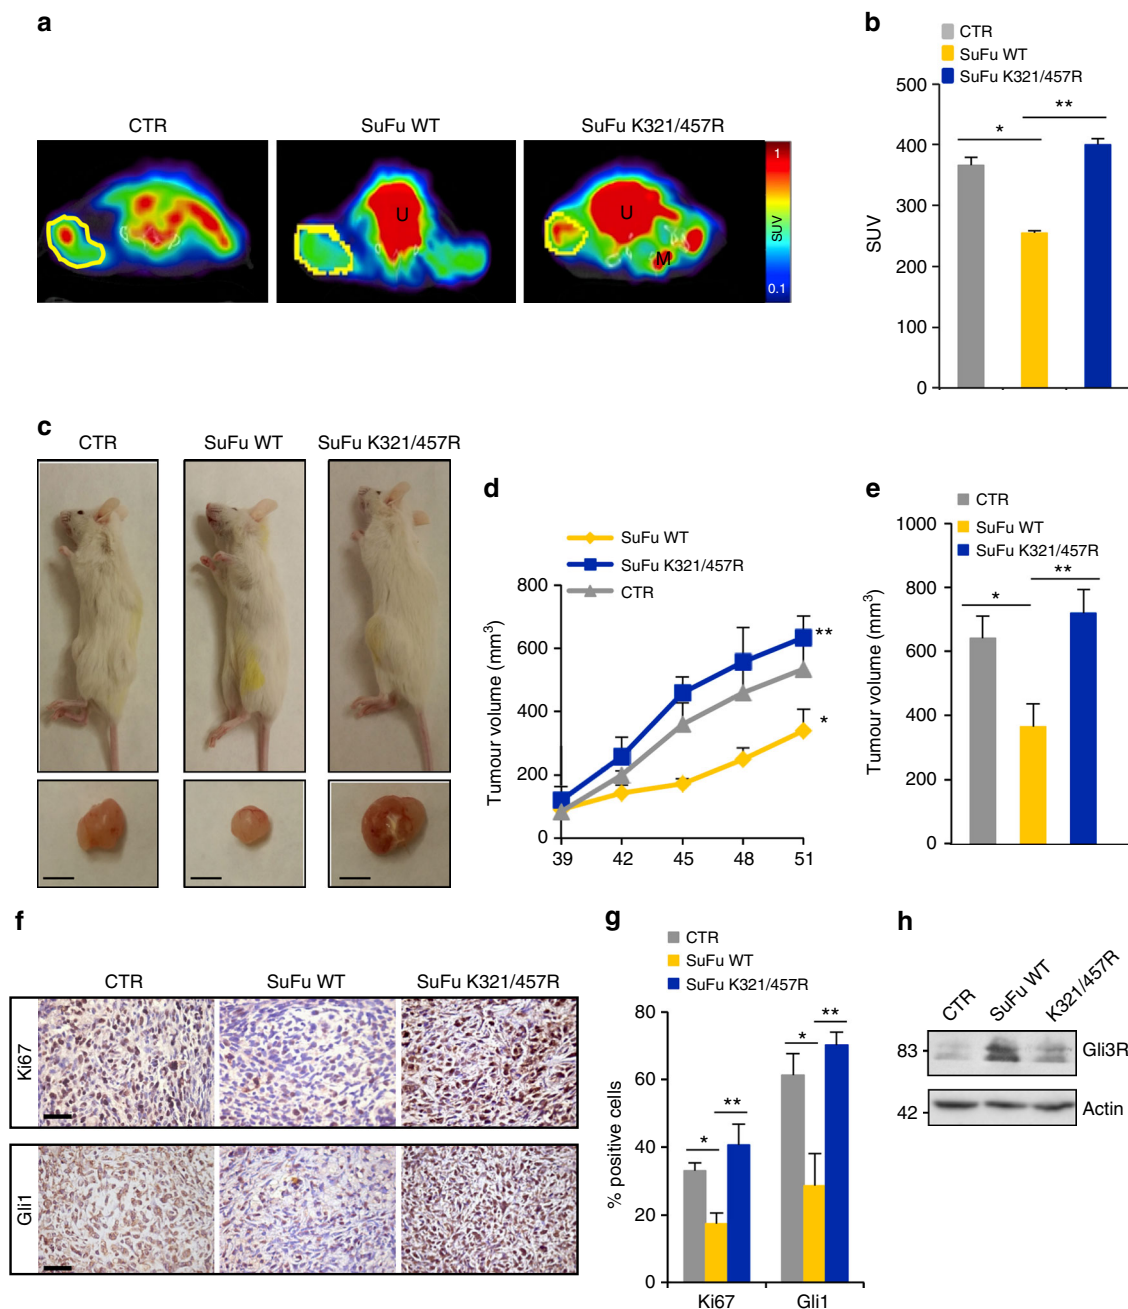 a
CTR
SuFu WT
SuFu K321/457R
U
U
M
1
SUV
0.1
b
CTR
SuFu WT
SuFu K321/457R
500
400
300
200
100
0
SUV
*
**
c
CTR
SuFu WT
SuFu K321/457R
d
SuFu WT
SuFu K321/457R
CTR
800
600
400
200
0
Tumour volume (mm³)
39 42 45 48 51
**
*
e
CTR
SuFu WT
SuFu K321/457R
1000
800
600
400
200
0
Tumour volume (mm³)
*
**
f
CTR
SuFu WT
SuFu K321/457R
Ki67
Gli1
g
CTR
SuFu WT
SuFu K321/457R
80
60
40
20
0
% positive cells
*
**
*
**
Ki67
Gli1
h
CTR
SuFu WT
K321/457R
83
Gli3R
42
Actin